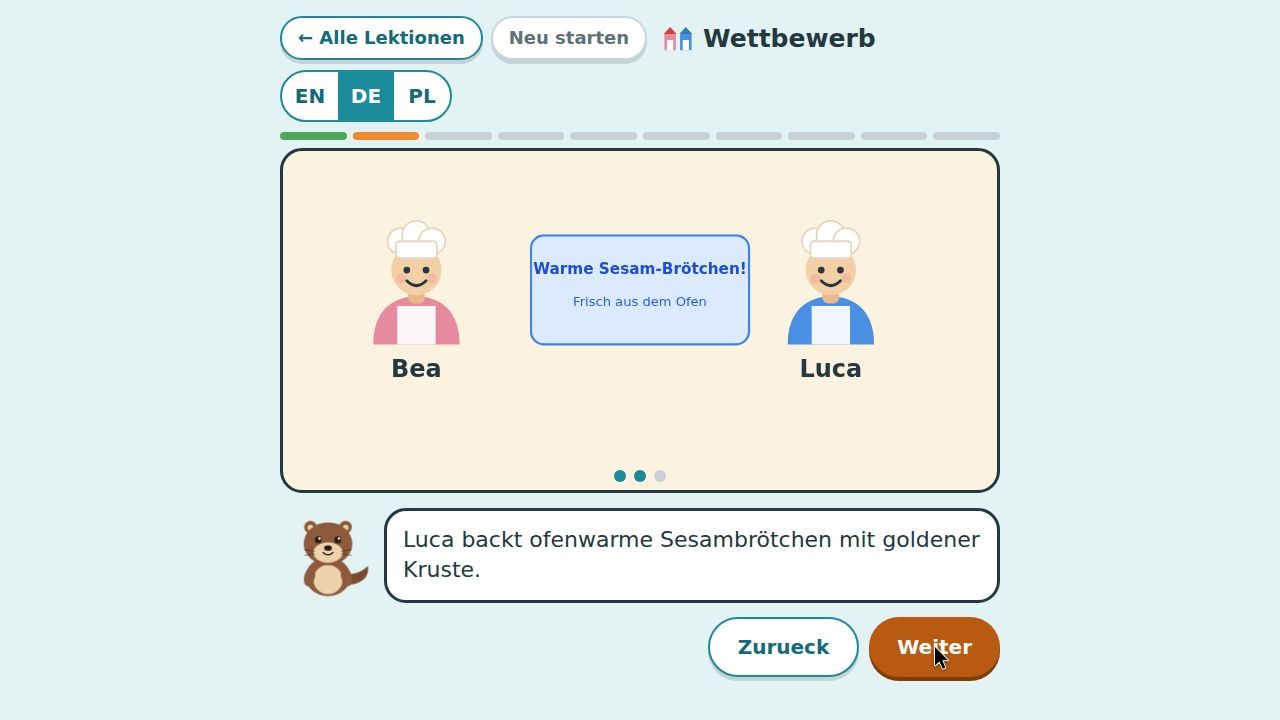 ← Alle Lektionen
Neu starten
Wettbewerb
EN DE PL
Warme Sesam-Brötchen!
Frisch aus dem Ofen
Bea
Luca
Luca backt ofenwarme Sesambrötchen mit goldener
Kruste.
Zurueck
Weiter